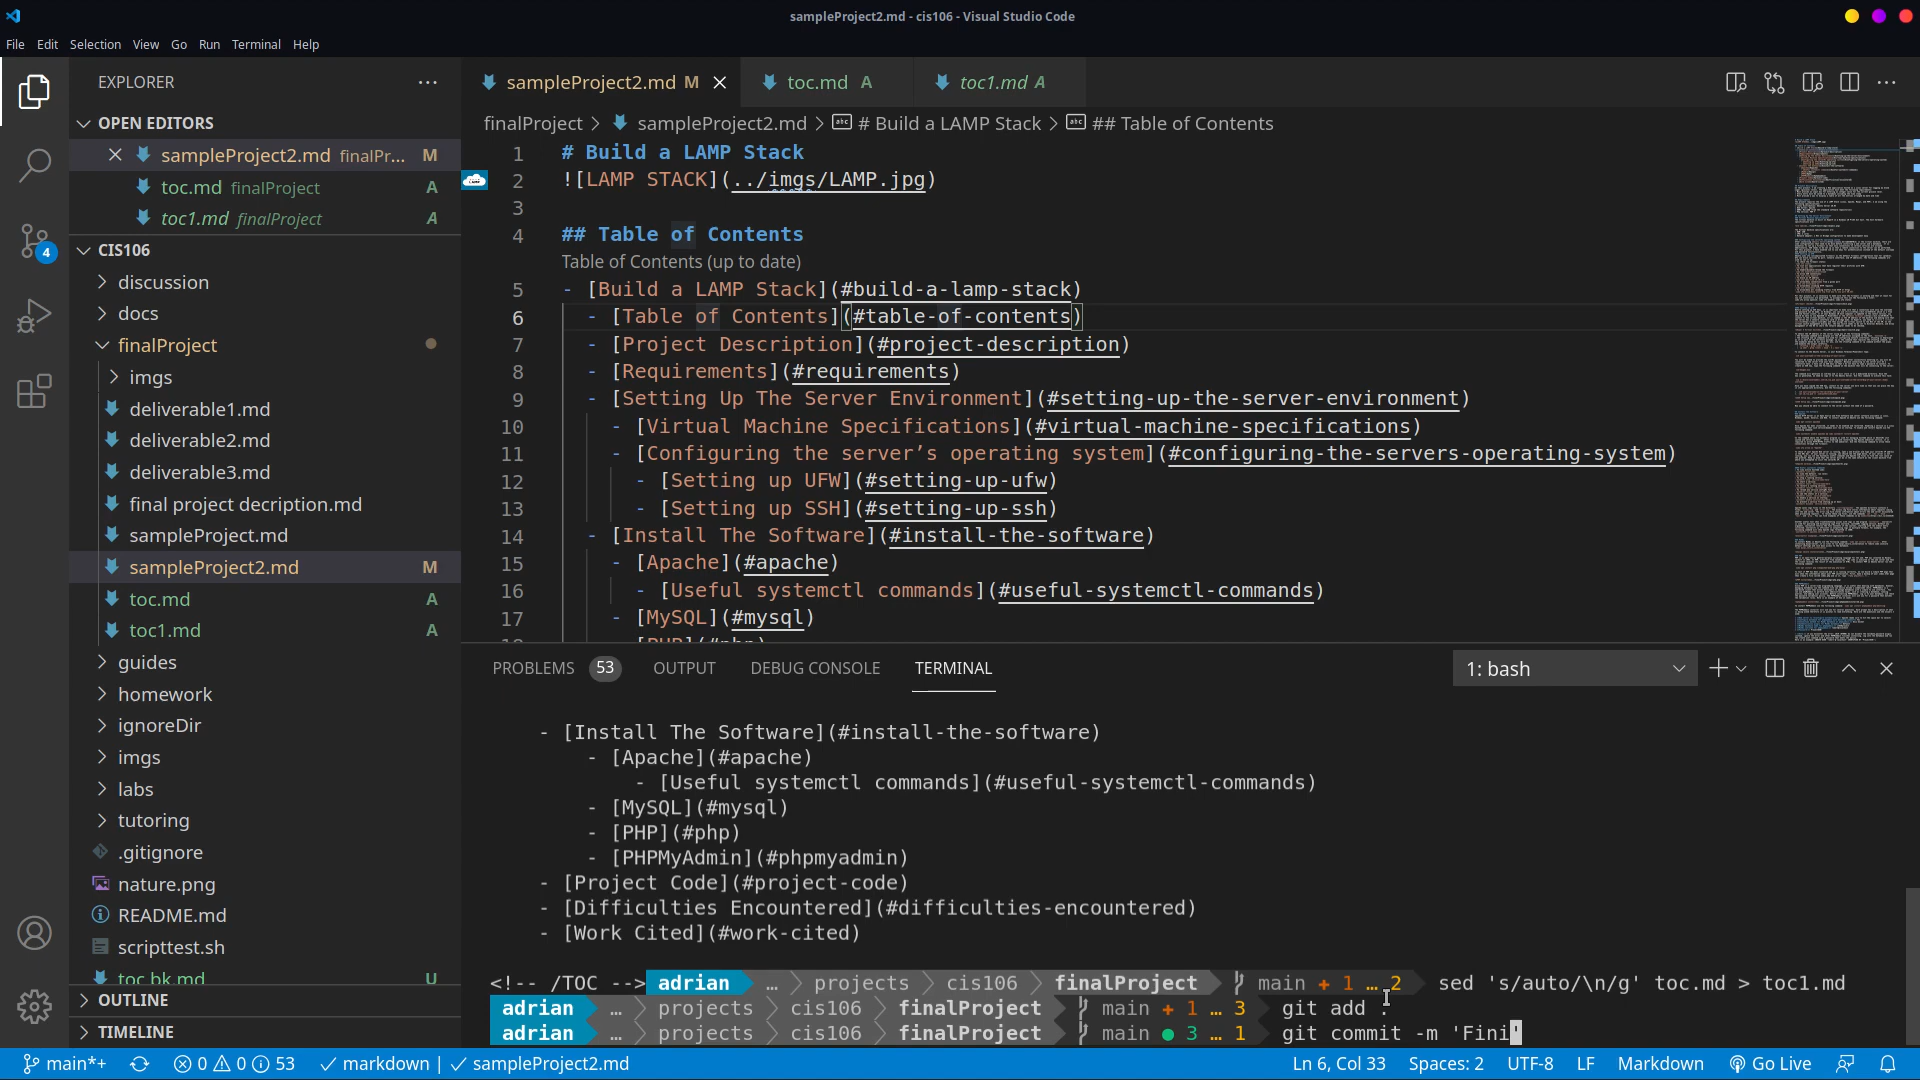 sampleProject2.md - cis106 - Visual Studio Code
File Edit Selection View Go Run Terminal Help
EXPLORER
OPEN EDITORS
sampleProject2.md finalPr... M
toc.md finalProject A
toc1.md finalProject A
CIS106
discussion
docs
finalProject
imgs
deliverable1.md
deliverable2.md
deliverable3.md
final project decription.md
sampleProject.md
sampleProject2.md M
toc.md A
toc1.md A
guides
homework
ignoreDir
imgs
labs
tutoring
.gitignore
nature.png
README.md
scripttest.sh
toc bk.md U
OUTLINE
TIMELINE
4
sampleProject2.md M
toc.md A
toc1.md A
finalProject > sampleProject2.md > # Build a LAMP Stack > ## Table of Contents
1 # Build a LAMP Stack
2 ![LAMP STACK](../imgs/LAMP.jpg)
3
4 ## Table of Contents
Table of Contents (up to date)
5 - [Build a LAMP Stack](#build-a-lamp-stack)
6 - [Table of Contents](#table-of-contents)
7 - [Project Description](#project-description)
8 - [Requirements](#requirements)
9 - [Setting Up The Server Environment](#setting-up-the-server-environment)
10 - [Virtual Machine Specifications](#virtual-machine-specifications)
11 - [Configuring the server’s operating system](#configuring-the-servers-operating-system)
12 - [Setting up UFW](#setting-up-ufw)
13 - [Setting up SSH](#setting-up-ssh)
14 - [Install The Software](#install-the-software)
15 - [Apache](#apache)
16 - [Useful systemctl commands](#useful-systemctl-commands)
17 - [MySQL](#mysql)
18 - [PHP](#php)
PROBLEMS 53 OUTPUT DEBUG CONSOLE TERMINAL
1: bash
- [Install The Software](#install-the-software)
- [Apache](#apache)
- [Useful systemctl commands](#useful-systemctl-commands)
- [MySQL](#mysql)
- [PHP](#php)
- [PHPMyAdmin](#phpmyadmin)
- [Project Code](#project-code)
- [Difficulties Encountered](#difficulties-encountered)
- [Work Cited](#work-cited)
<!-- /TOC --> adrian … projects cis106 finalProject main + 1 … 2 sed 's/auto/\n/g' toc.md > toc1.md
adrian … projects cis106 finalProject main + 1 … 3 git add .
adrian … projects cis106 finalProject main ● 3 … 1 git commit -m 'Fini'
main*+ 0 0 53 markdown | sampleProject2.md Ln 6, Col 33 Spaces: 2 UTF-8 LF Markdown Go Live